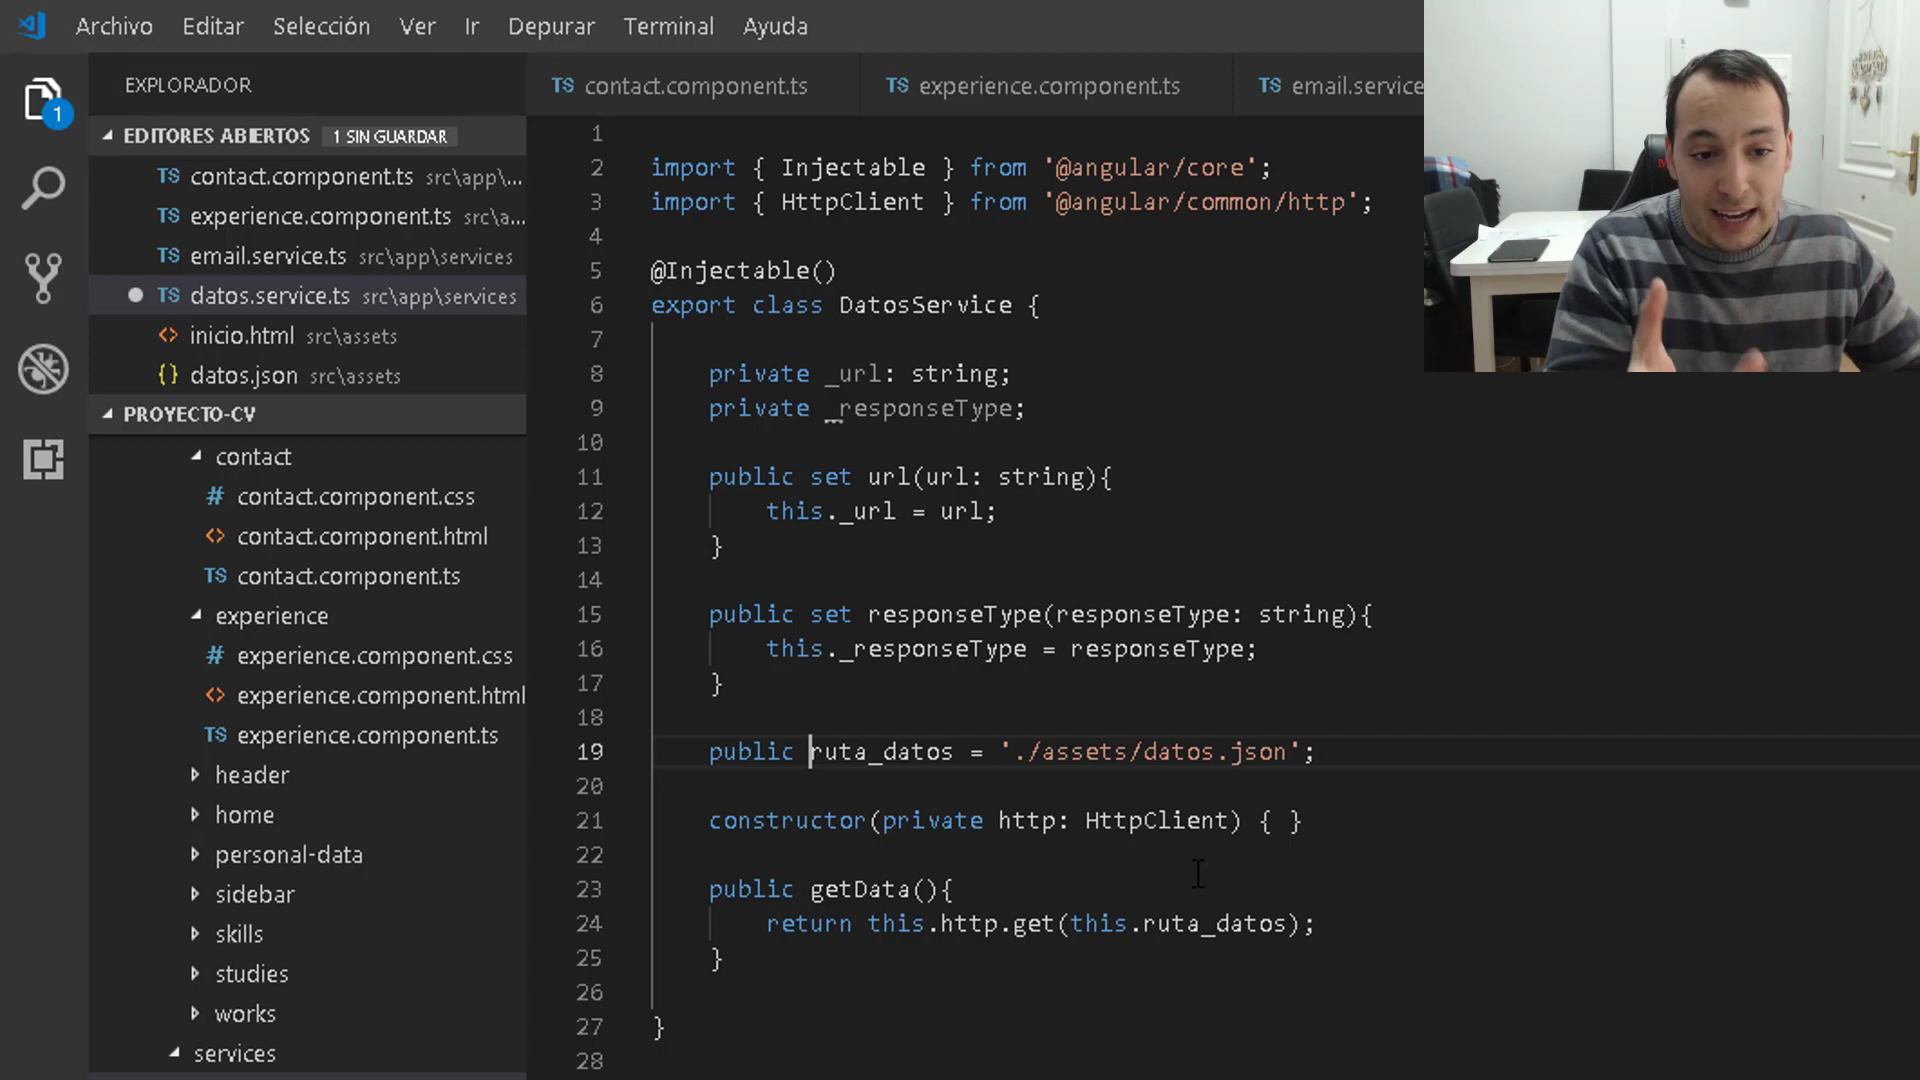 Archivo Editar Selección Ver Ir Depurar Terminal Ayuda
EXPLORADOR
1
EDITORES ABIERTOS 1 SIN GUARDAR
TS contact.component.ts src\app\...
TS experience.component.ts src\a...
TS email.service.ts src\app\services
TS datos.service.ts src\app\services
<> inicio.html src\assets
{} datos.json src\assets
PROYECTO-CV
contact
# contact.component.css
<> contact.component.html
TS contact.component.ts
experience
# experience.component.css
<> experience.component.html
TS experience.component.ts
header
home
personal-data
sidebar
skills
studies
works
services
TS contact.component.ts TS experience.component.ts TS email.service
1
2 import { Injectable } from '@angular/core';
3 import { HttpClient } from '@angular/common/http';
4
5 @Injectable()
6 export class DatosService {
7
8 private _url: string;
9 private _responseType;
10
11 public set url(url: string){
12 this._url = url;
13 }
14
15 public set responseType(responseType: string){
16 this._responseType = responseType;
17 }
18
19 public ruta_datos = './assets/datos.json';
20
21 constructor(private http: HttpClient) { }
22
23 public getData(){
24 return this.http.get(this.ruta_datos);
25 }
26
27 }
28